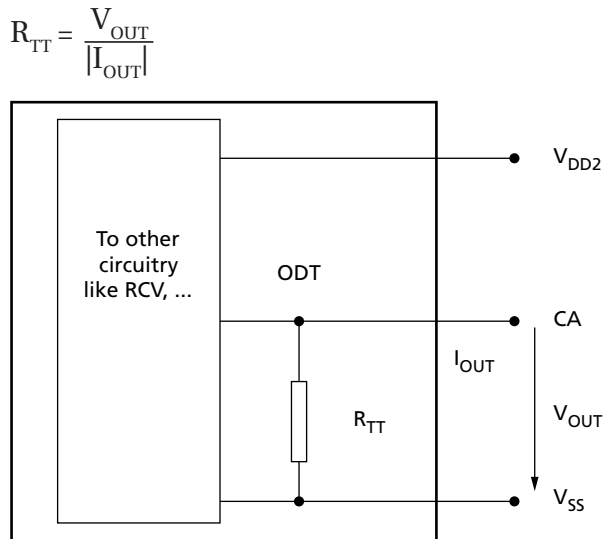 R_TT = V_OUT / |I_OUT|
V_DD2
To other
circuitry
like RCV, ...
ODT
CA
I_OUT
R_TT
V_OUT
V_SS